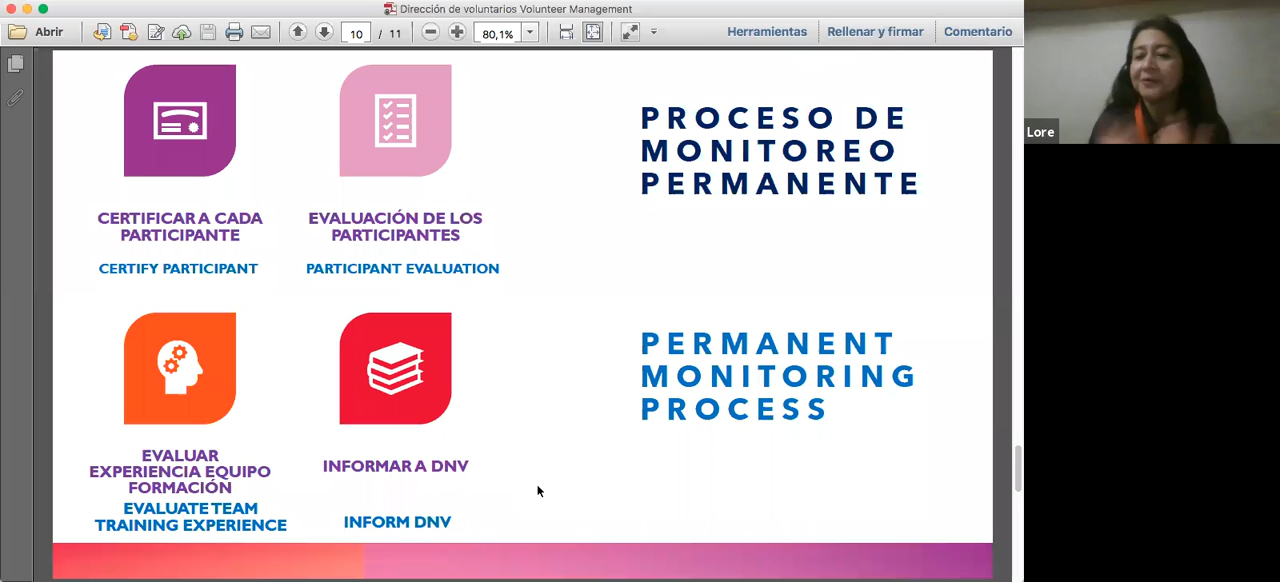 Dirección de voluntarios Volunteer Management
Abrir
10 / 11
80,1%
Herramientas
Rellenar y firmar
Comentario
Lore
CERTIFICAR A CADA
PARTICIPANTE
CERTIFY PARTICIPANT
EVALUACIÓN DE LOS
PARTICIPANTES
PARTICIPANT EVALUATION
PROCESO DE
MONITOREO
PERMANENTE
EVALUAR
EXPERIENCIA EQUIPO
FORMACIÓN
EVALUATE TEAM
TRAINING EXPERIENCE
INFORMAR A DNV
INFORM DNV
PERMANENT
MONITORING
PROCESS